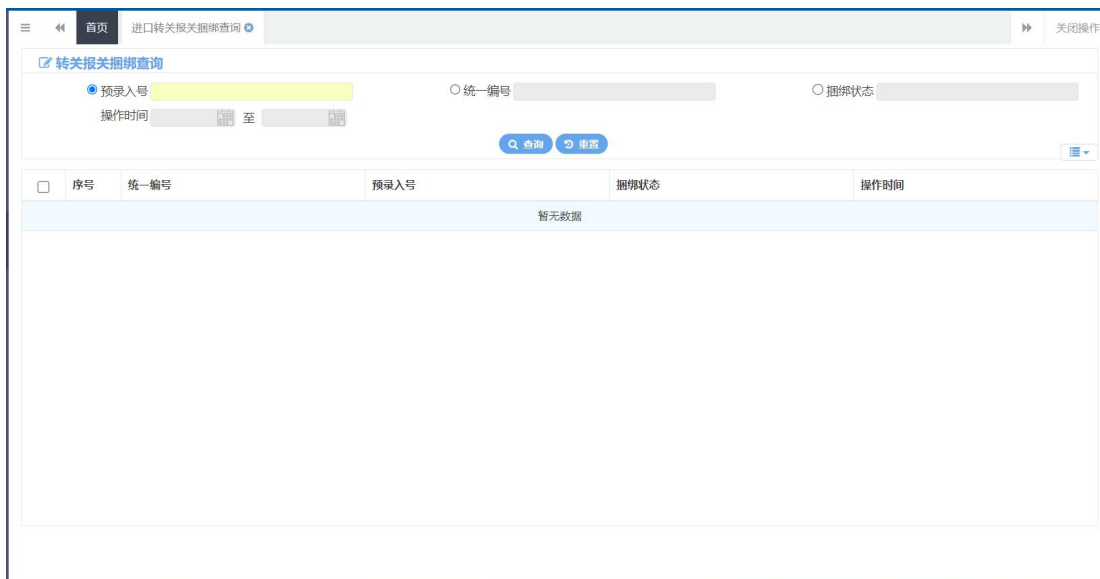 首页 进口转关报关捆绑查询 关闭操作
转关报关捆绑查询
预录入号 统一编号 捆绑状态
操作时间 至
查询 重置
序号 统一编号 预录入号 捆绑状态 操作时间
暂无数据